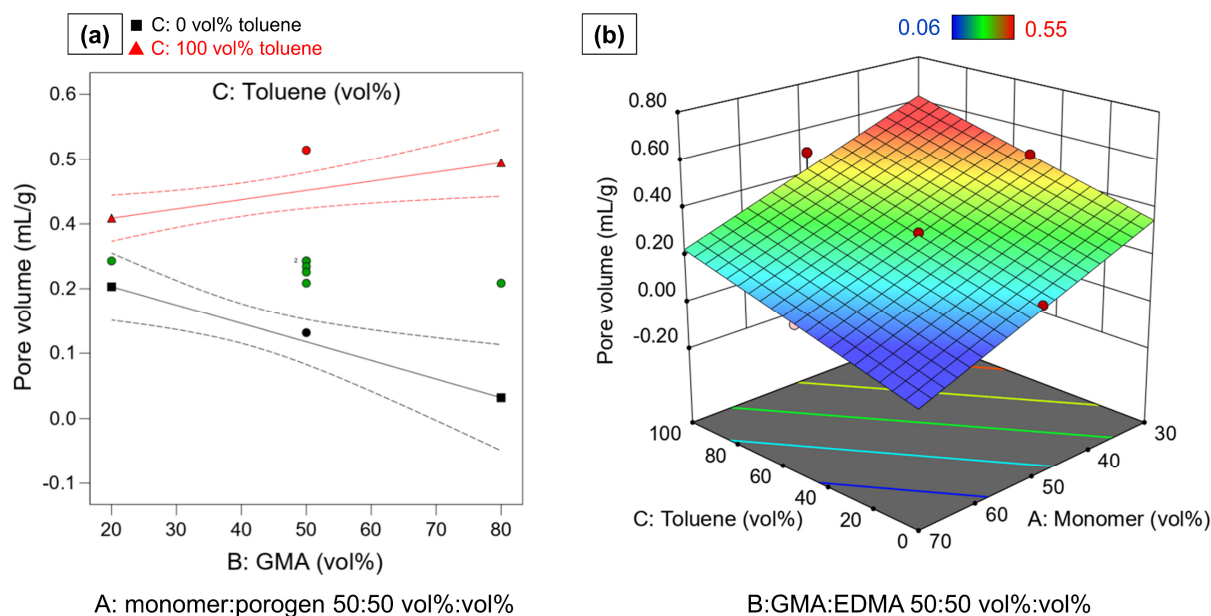 (a)
■ C: 0 vol% toluene
▲ C: 100 vol% toluene
C: Toluene (vol%)
Pore volume (mL/g)
0.6
0.5
0.4
0.2
0.1
0.0
-0.1
2
20 30 40 50 60 70 80
B: GMA (vol%)
A: monomer:porogen 50:50 vol%:vol%
(b)
0.06 0.55
Pore volume (mL/g)
0.80
0.60
0.40
0.20
0.00
-0.20
100 80 60 40 20 0
C: Toluene (vol%)
70 60 50 40 30
A: Monomer (vol%)
B:GMA:EDMA 50:50 vol%:vol%